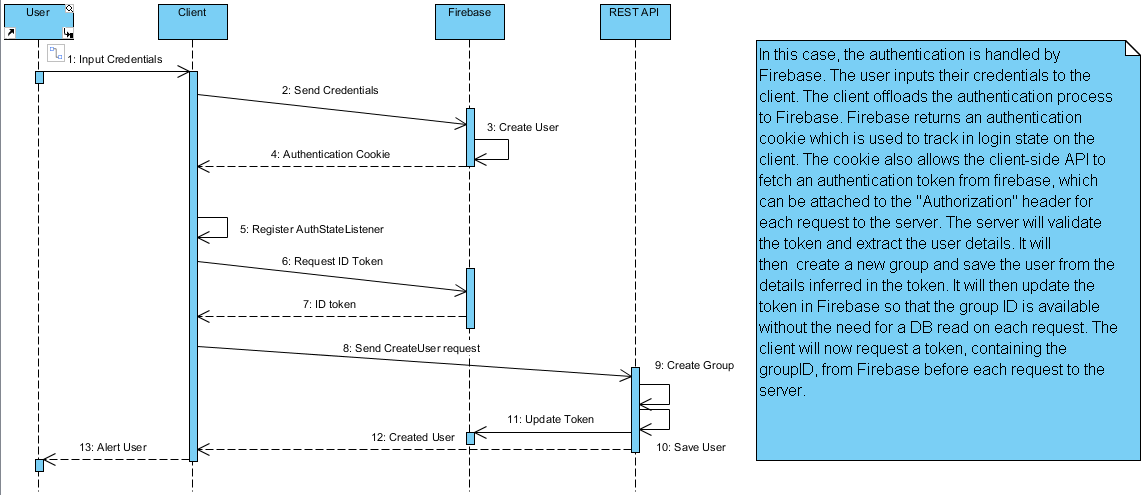 User
Client
Firebase
REST API
1: Input Credentials
2: Send Credentials
3: Create User
4: Authentication Cookie
5: Register AuthStateListener
6: Request ID Token
7: ID token
8: Send CreateUser request
9: Create Group
11: Update Token
12: Created User
10: Save User
13: Alert User
In this case, the authentication is handled by
Firebase. The user inputs their credentials to the
client. The client offloads the authentication process
to Firebase. Firebase returns an authentication
cookie which is used to track in login state on the
client. The cookie also allows the client-side API to
fetch an authentication token from firebase, which
can be attached to the "Authorization" header for
each request to the server. The server will validate
the token and extract the user details. It will
then  create a new group and save the user from the
details inferred in the token. It will then update the
token in Firebase so that the group ID is available
without the need for a DB read on each request. The
client will now request a token, containing the
groupID, from Firebase before each request to the
server.